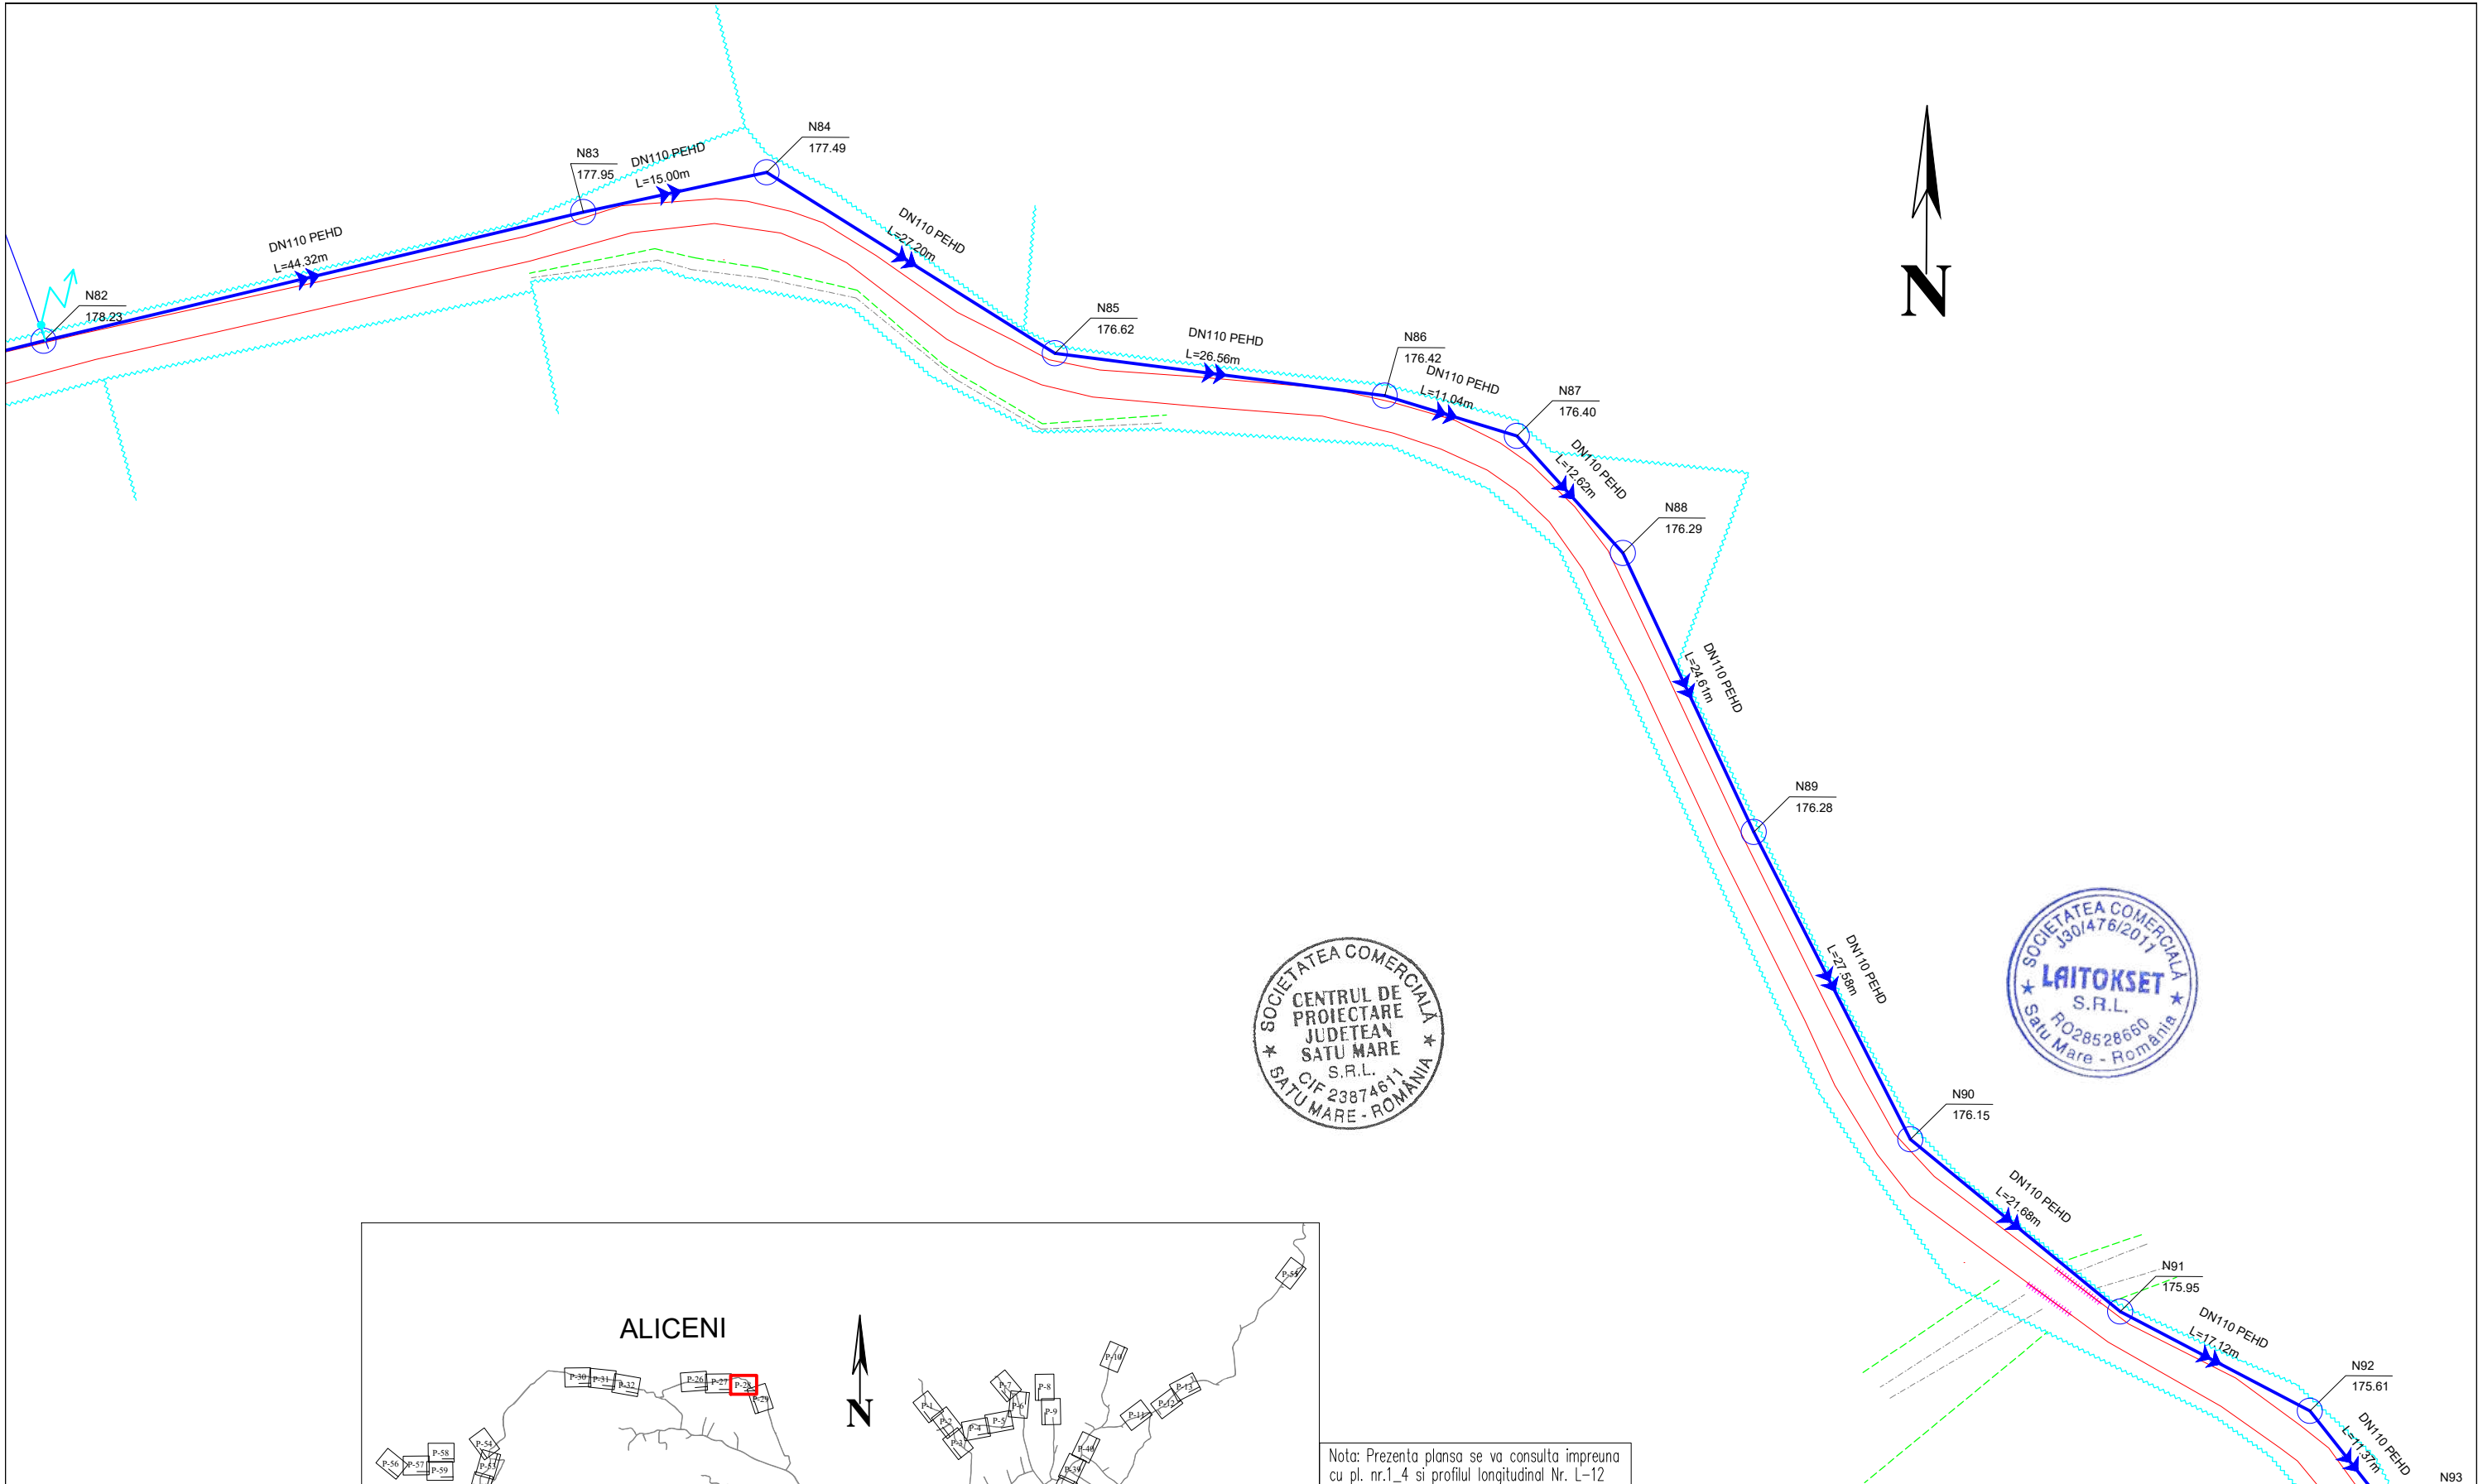 N84
177.49
N83
177.95
DN110 PEHD
L=15.00m
DN110 PEHD
L=44.32m
DN110 PEHD
L=27.20m
N82
178.23
N85
176.62
DN110 PEHD
L=26.56m
N86
176.42
DN110 PEHD
L=11.04m
N87
176.40
DN110 PEHD
L=12.62m
N
N88
176.29
DN110 PEHD
L=24.61m
N89
176.28
DN110 PEHD
L=27.58m
SOCIETATEA COMERCIALĂ
J30/476/2011
LAITOKSET
S.R.L.
RO28528660
Satu Mare - România
SOCIETATEA COMERCIALĂ
CENTRUL DE
PROIECTARE
JUDETEAN
SATU MARE
S.R.L.
CIF 23874611
SATU MARE - ROMÂNIA
N90
176.15
DN110 PEHD
L=21.68m
N91
175.95
DN110 PEHD
L=17.12m
N92
175.61
DN110 PEHD
L=11.37m
N93
ALICENI
N
P-55
P-10
P-30
P-31
P-32
P-26
P-27
P-28
P-29
P-1
P-2
P-3
P-4
P-5
P-6
P-7
P-8
P-9
P-11
P-12
P-13
P-40
P-39
P-54
P-53
P-58
P-56
P-57
P-59
Nota: Prezenta plansa se va consulta impreuna
cu pl. nr.1_4 si profilul longitudinal Nr. L-12